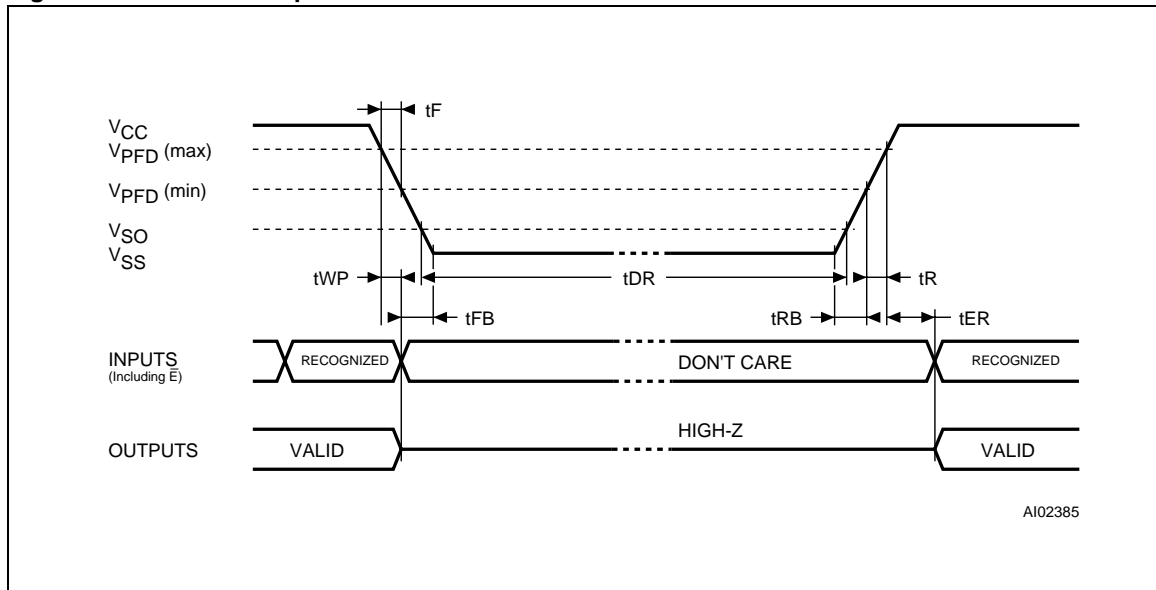 tF
VCC
VPFD (max)
VPFD (min)
VSO
VSS
tWP
tDR
tR
tFB
tRB
tER
INPUTS
(Including E̅)
RECOGNIZED
DON'T CARE
RECOGNIZED
HIGH-Z
OUTPUTS
VALID
VALID
AI02385